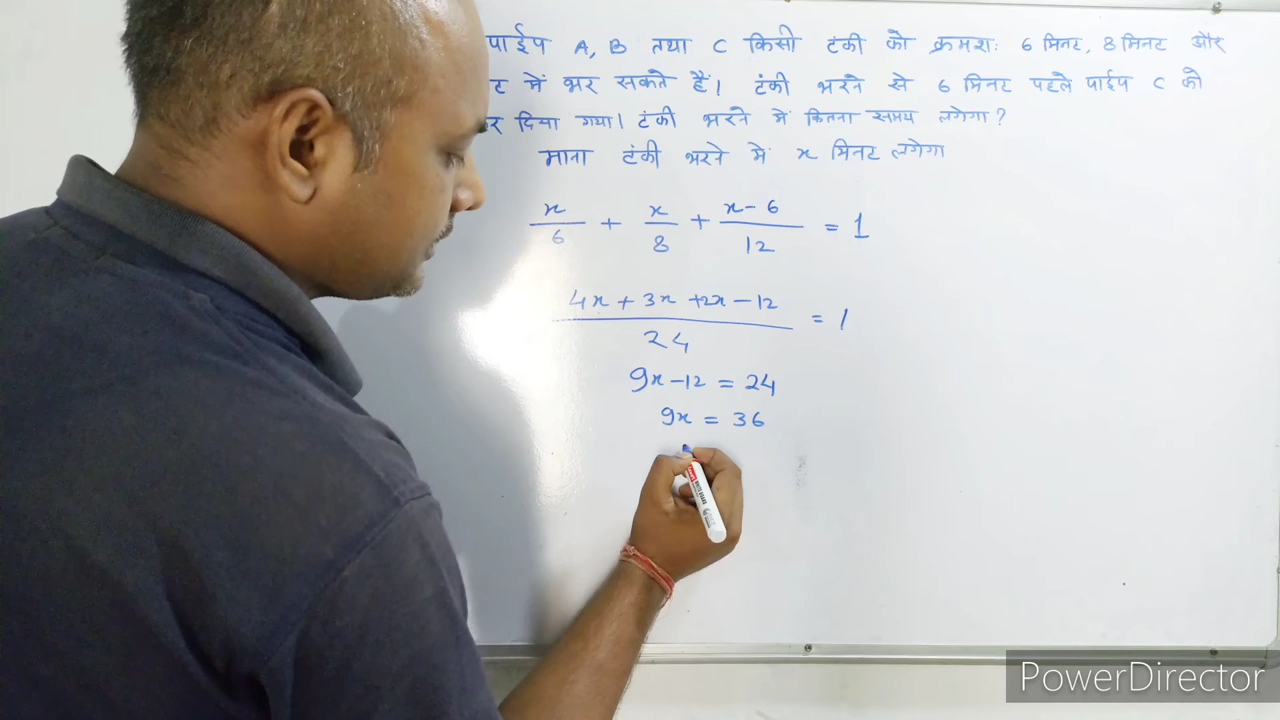 पाईप A, B तथा C किसी टंकी को क्रमशः 6 मिनट, 8 मिनट और
ट में भर सकते हैं। टंकी भरने से 6 मिनट पहले पाईप C को
र दिया गया। टंकी भरने में कितना समय लगेगा?
माना टंकी भरने में x मिनट लगेगा
x/6 + x/8 + x-6/12 = 1
4x + 3x + 2x - 12/24 = 1
9x - 12 = 24
9x = 36
PowerDirector